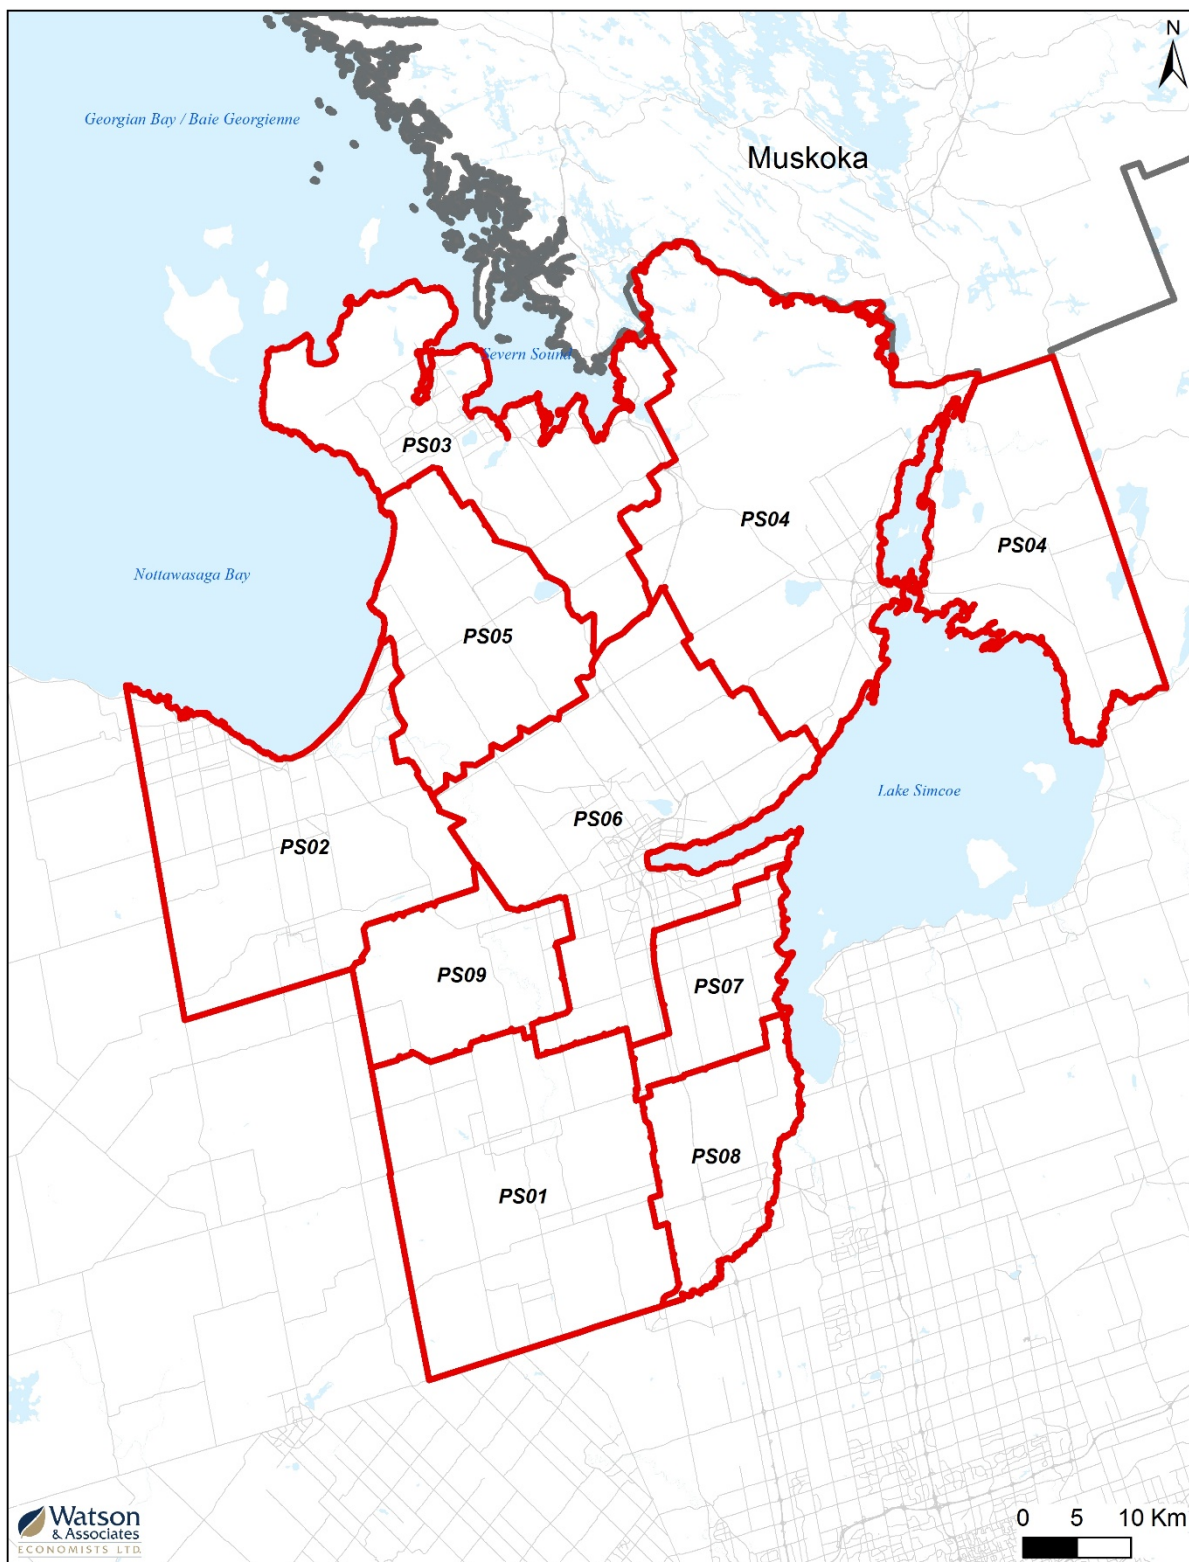 N
Georgian Bay / Baie Georgienne
Muskoka
Severn Sound
PS03
PS04
PS04
Nottawasaga Bay
PS05
Lake Simcoe
PS06
PS02
PS09
PS07
PS08
PS01
Watson
& Associates
ECONOMISTS LTD.
0 5 10 Km